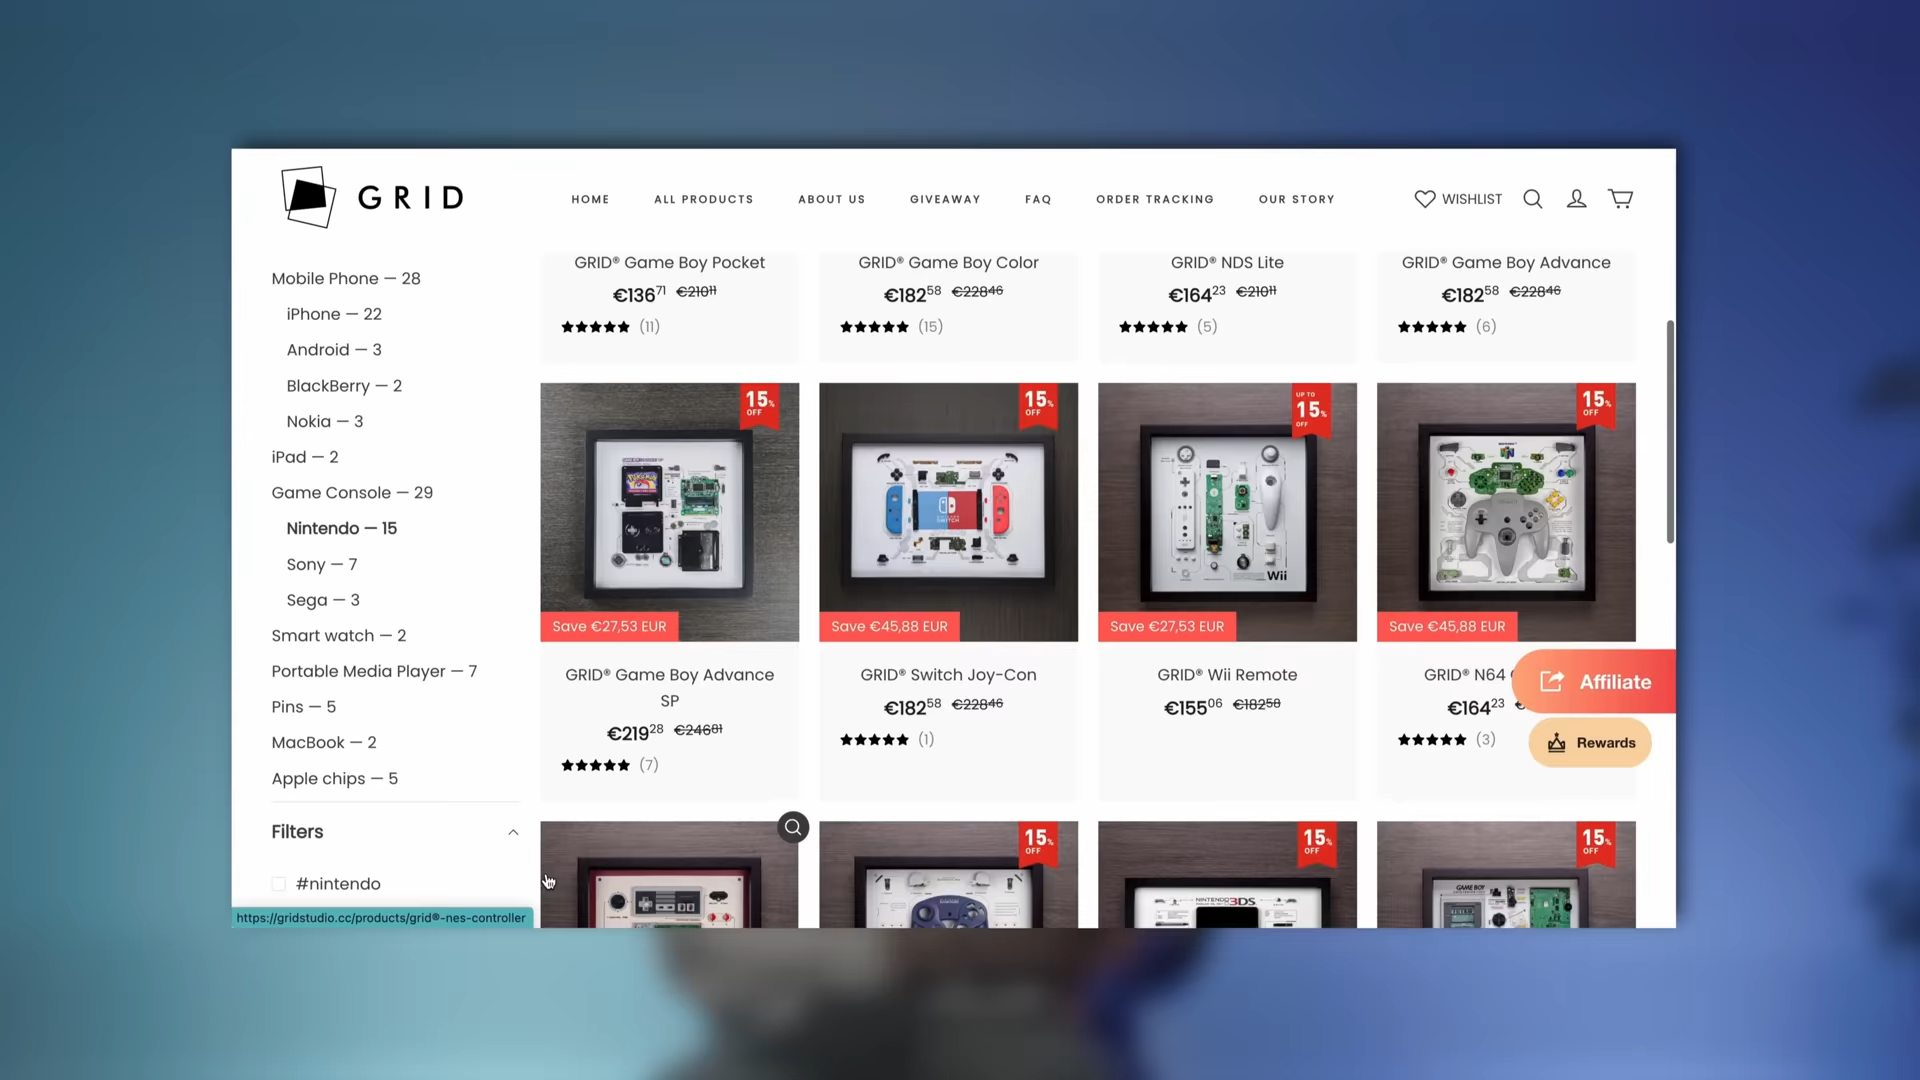 GRID
HOME
ALL PRODUCTS
ABOUT US
GIVEAWAY
FAQ
ORDER TRACKING
OUR STORY
WISHLIST
Mobile Phone — 28
iPhone — 22
Android — 3
BlackBerry — 2
Nokia — 3
iPad — 2
Game Console — 29
Nintendo — 15
Sony — 7
Sega — 3
Smart watch — 2
Portable Media Player — 7
Pins — 5
MacBook — 2
Apple chips — 5
Filters
#nintendo
https://gridstudio.cc/products/grid®-nes-controller
GRID® Game Boy Pocket
€13671 €21011
(11)
GRID® Game Boy Color
€18258 €22846
(15)
GRID® NDS Lite
€16423 €21011
(5)
GRID® Game Boy Advance
€18258 €22846
(6)
15%
OFF
Save €27,53 EUR
GRID® Game Boy Advance
SP
€21928 €24681
(7)
15%
OFF
SWITCH
Save €45,88 EUR
GRID® Switch Joy-Con
€18258 €22846
(1)
UP TO
15%
OFF
Wii
Save €27,53 EUR
GRID® Wii Remote
€15506 €18258
15%
OFF
Save €45,88 EUR
GRID® N64
€16423
(3)
Affiliate
Rewards
15%
OFF
15%
OFF
NINTENDO 3DS
15%
OFF
GAME BOY